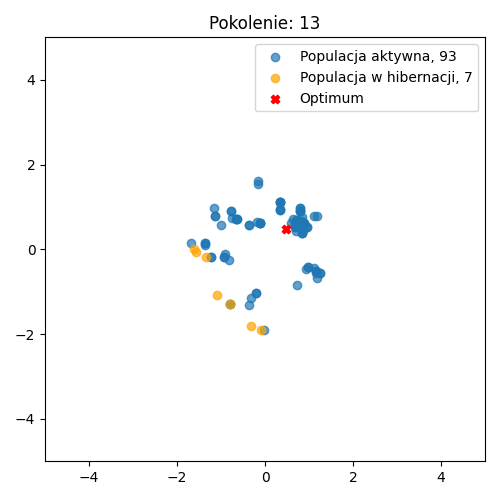 Pokolenie: 13
Populacja aktywna, 93
Populacja w hibernacji, 7
Optimum
4
2
0
−2
−4
−4 −2 0 2 4